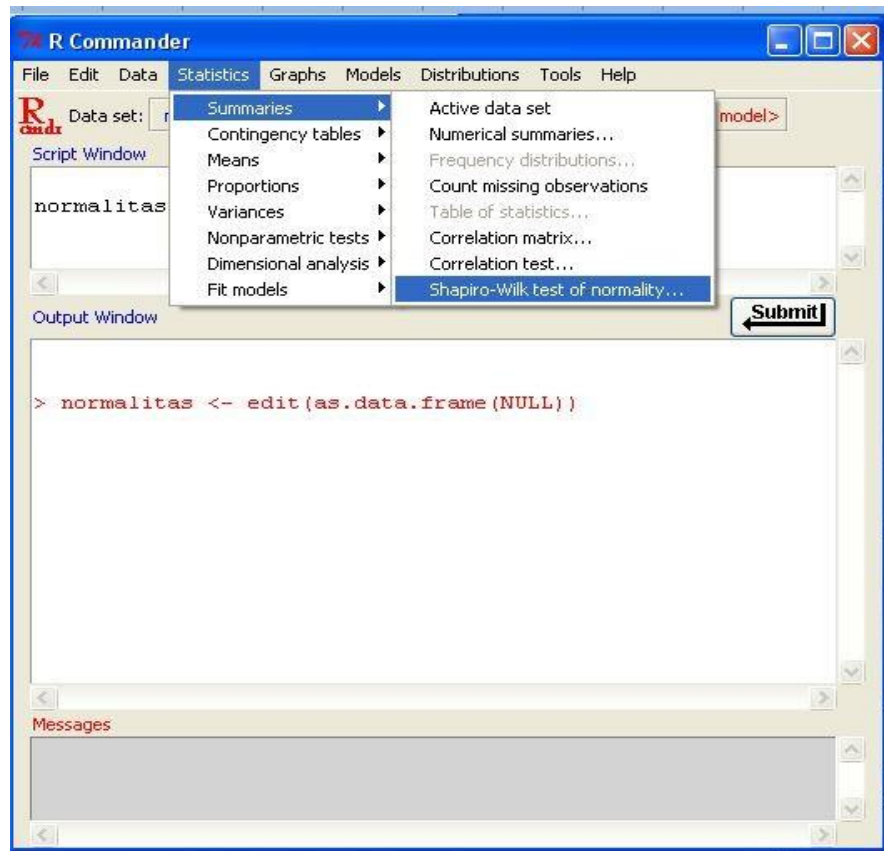 R Commander
File Edit Data Statistics Graphs Models Distributions Tools Help
R cmdr Data set: model>
Summaries
Contingency tables
Means
Proportions
Variances
Nonparametric tests
Dimensional analysis
Fit models
Active data set
Numerical summaries...
Frequency distributions...
Count missing observations
Table of statistics...
Correlation matrix...
Correlation test...
Shapiro-Wilk test of normality...
Script Window
normalitas
Output Window
Submit
> normalitas <- edit(as.data.frame(NULL))
Messages